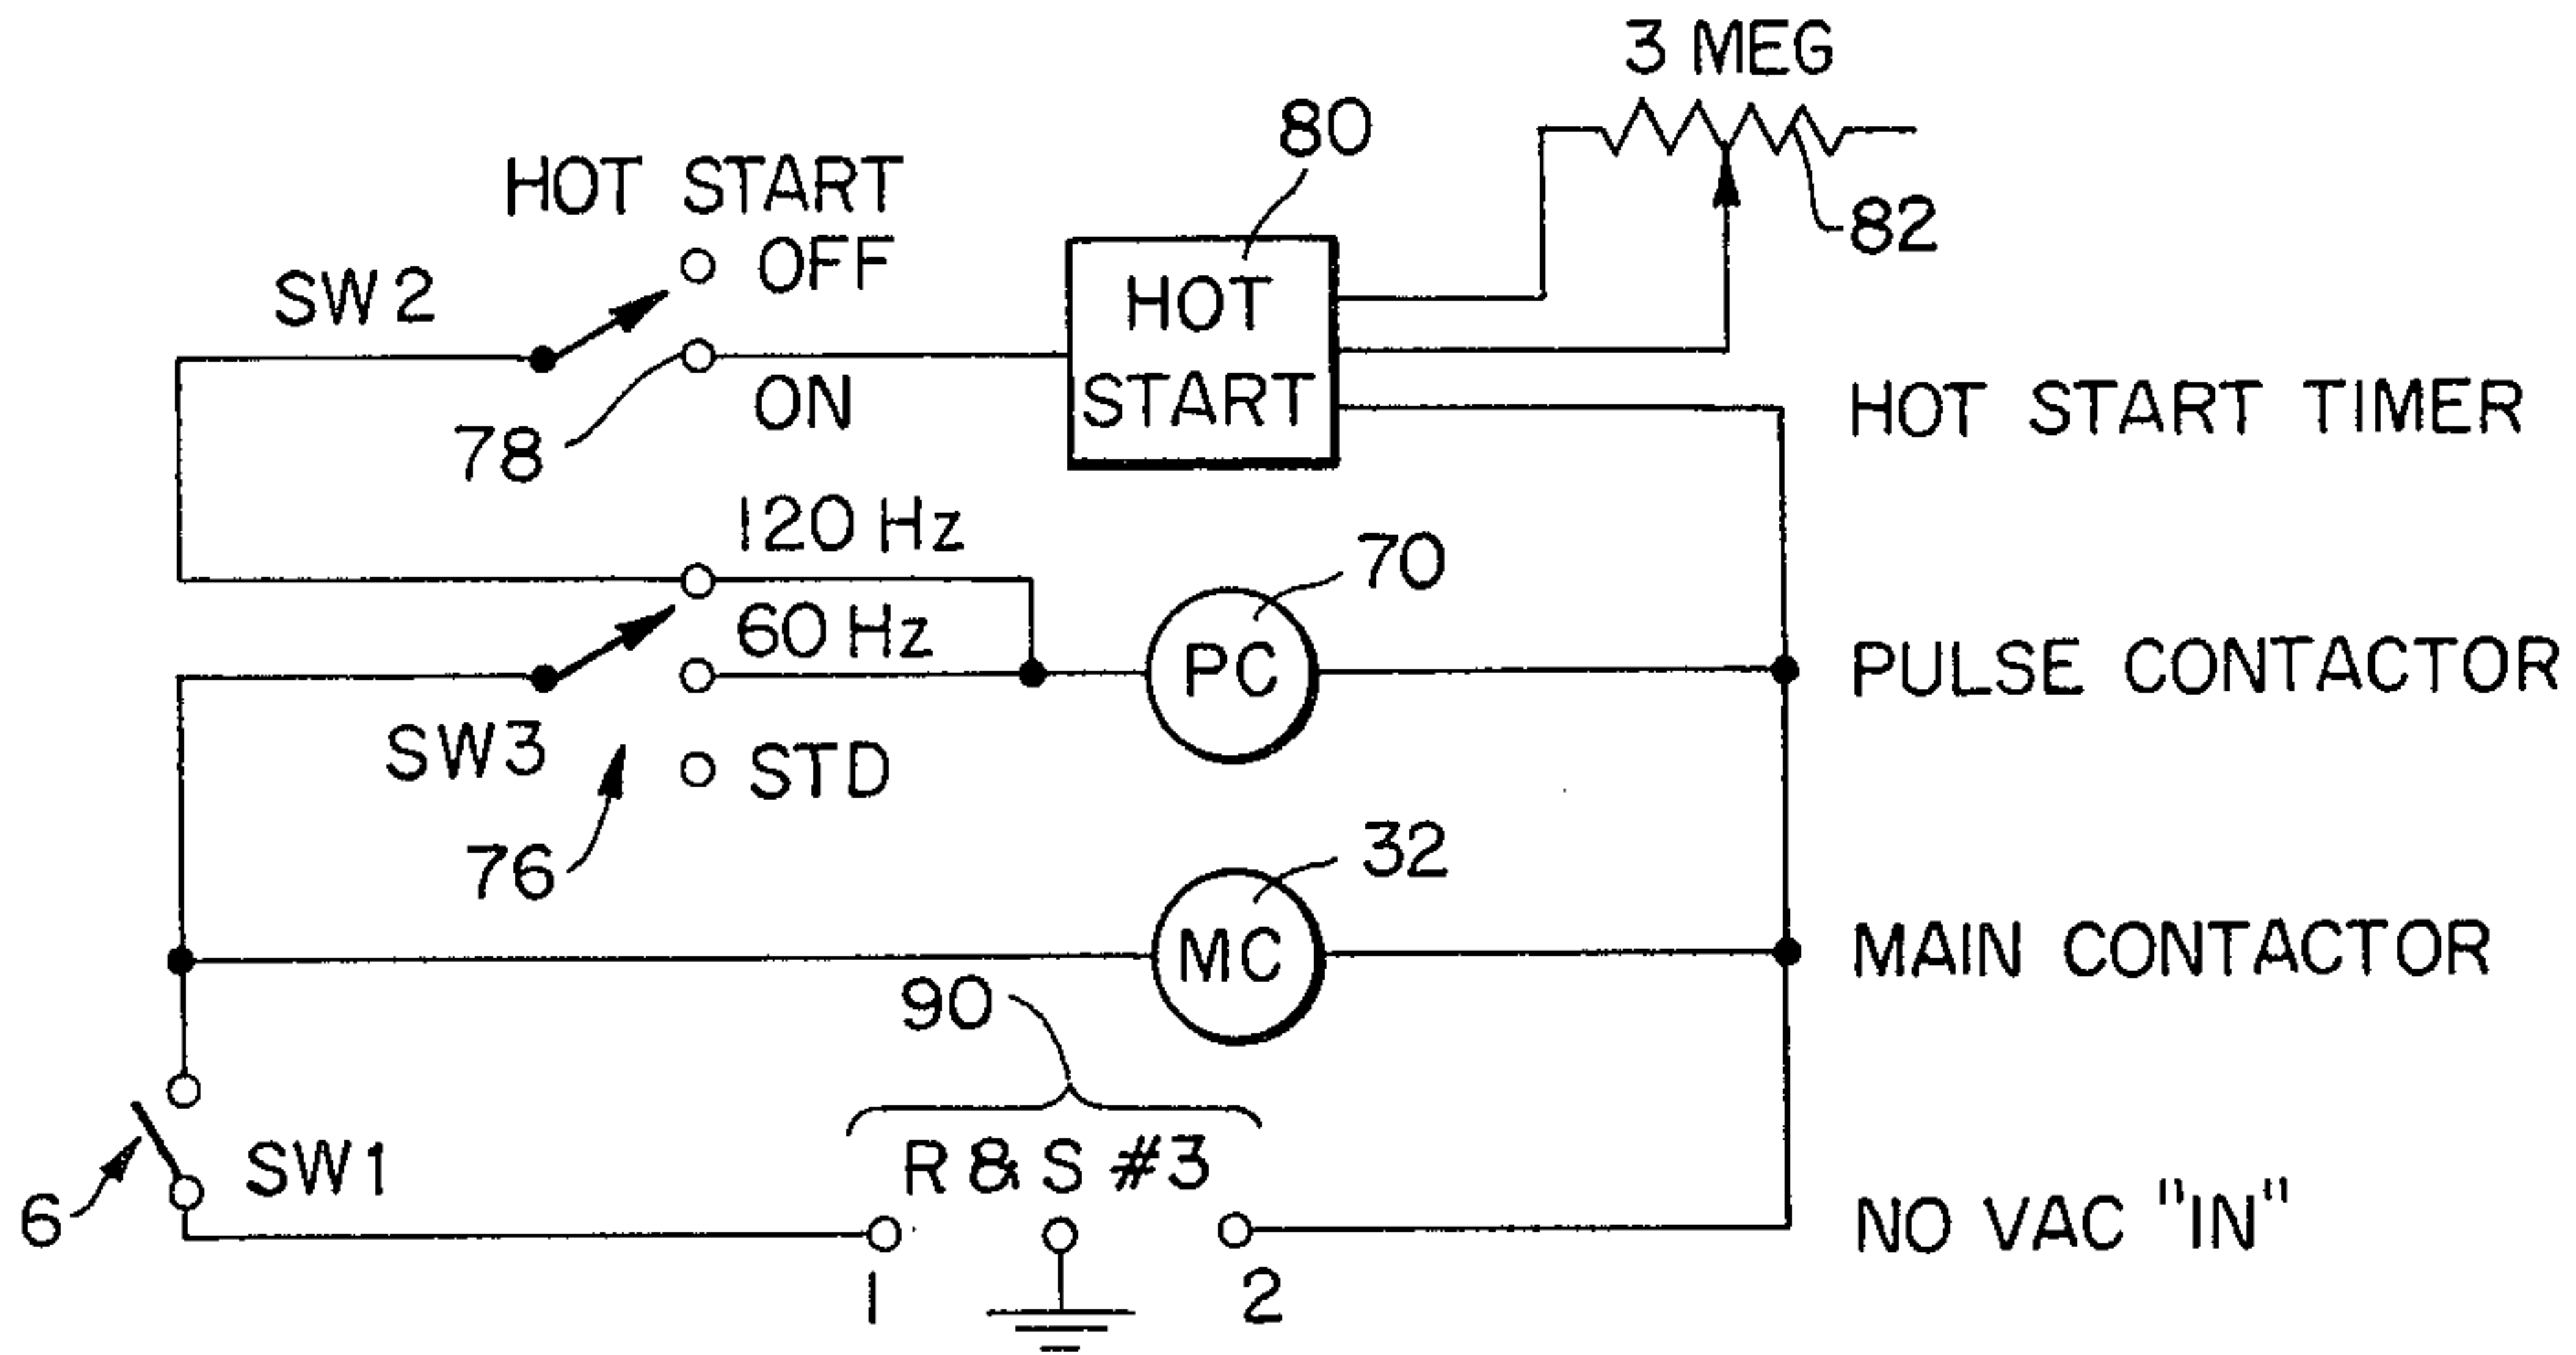 3 MEG
80
82
HOT START
OFF
SW2
ON
78
HOT
START
HOT START TIMER
120 Hz
60 Hz
70
PC
PULSE CONTACTOR
SW3
STD
76
32
MC
MAIN CONTACTOR
90
R & S #3
6
SW1
1
2
NO VAC "IN"